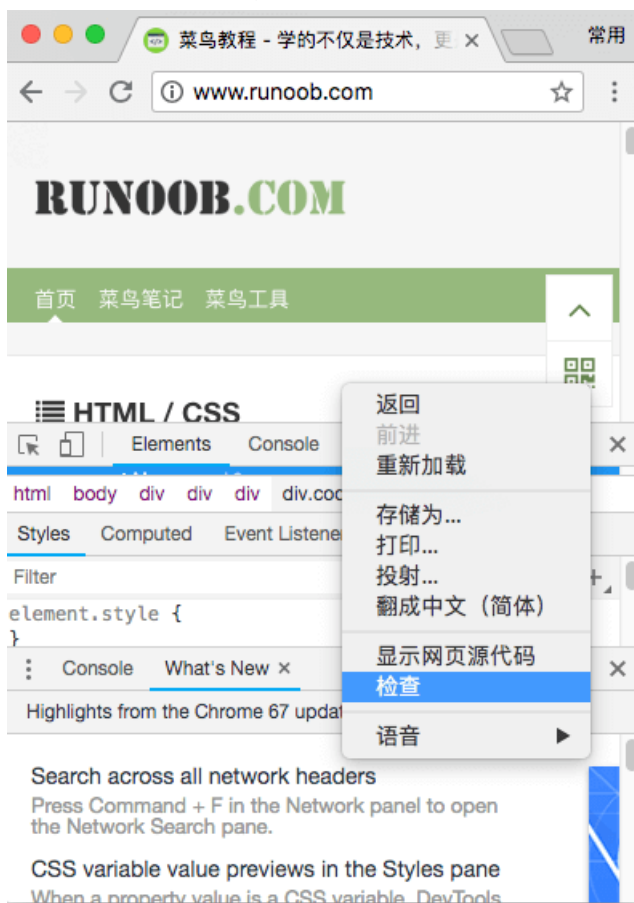 菜鸟教程 - 学的不仅是技术，更
常用
www.runoob.com
RUNOOB.COM
首页 菜鸟笔记 菜鸟工具
HTML / CSS
返回
前进
重新加载
存储为...
打印...
投射...
翻成中文（简体）
显示网页源代码
检查
语音
Elements Console
html body div div div div.coc
Styles Computed Event Listene
Filter
element.style {
}
Console What's New ×
Highlights from the Chrome 67 updat
Search across all network headers
Press Command + F in the Network panel to open
the Network Search pane.
CSS variable value previews in the Styles pane
When a property value is a CSS variable, DevTools